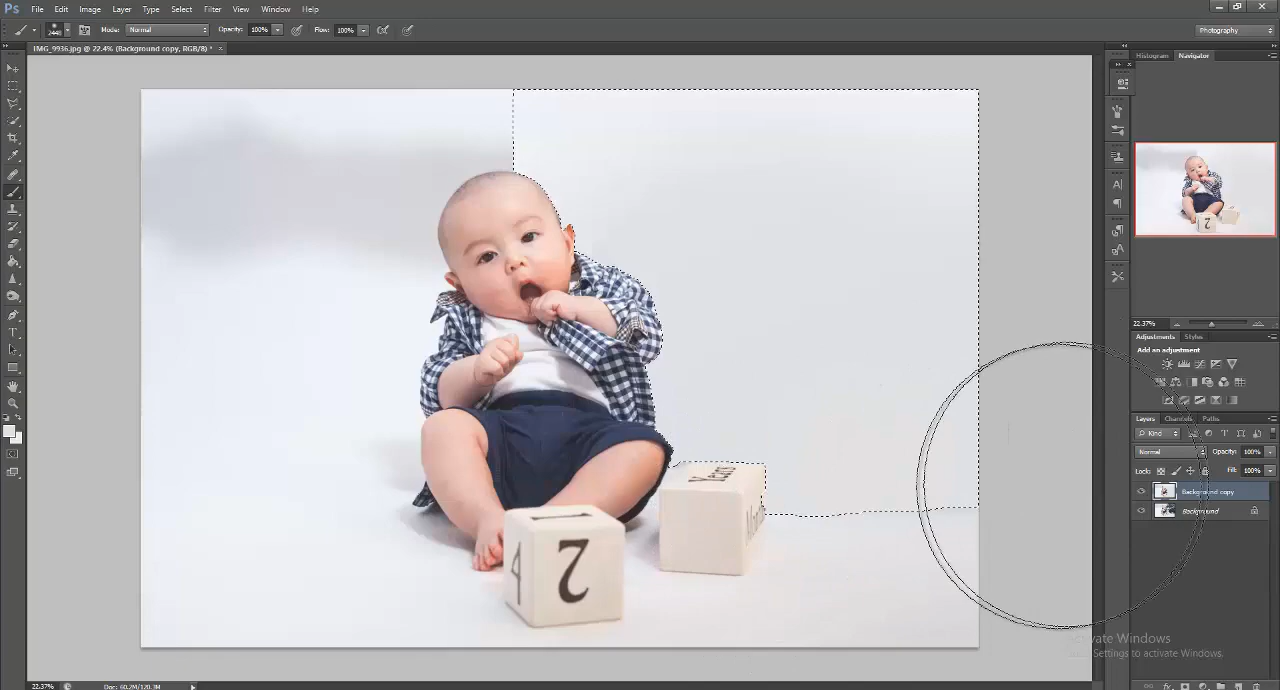 Ps File Edit Image Layer Type Select Filter View Window Help
Mode: Normal Opacity: 100% Flow: 100% Photography
IMG_9936.jpg @ 22.4% (Background copy, RGB/8) *
Histogram Navigator
22.37%
Adjustments Styles
Add an adjustment
Layers Channels Paths
Kind
Normal Opacity: 100%
Lock: Fill: 100%
Background copy
Background
Years
1
2
4
Activate Windows
Settings to activate Windows.
22.37% Doc: 60.2M/120.3M